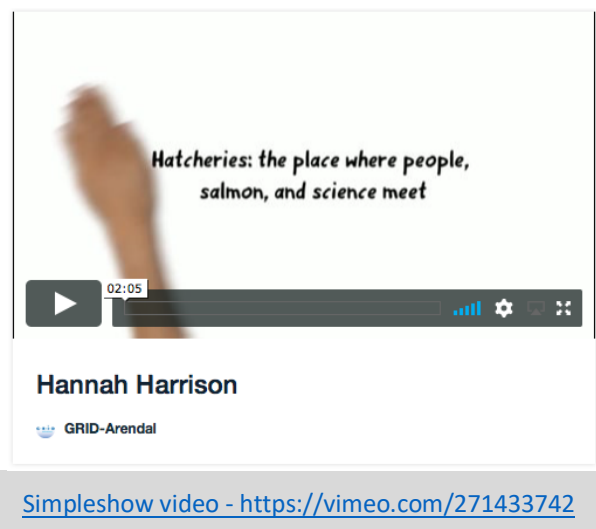 Hatcheries: the place where people,
salmon, and science meet
02:05
Hannah Harrison
GRID-Arendal
Simpleshow video - https://vimeo.com/271433742